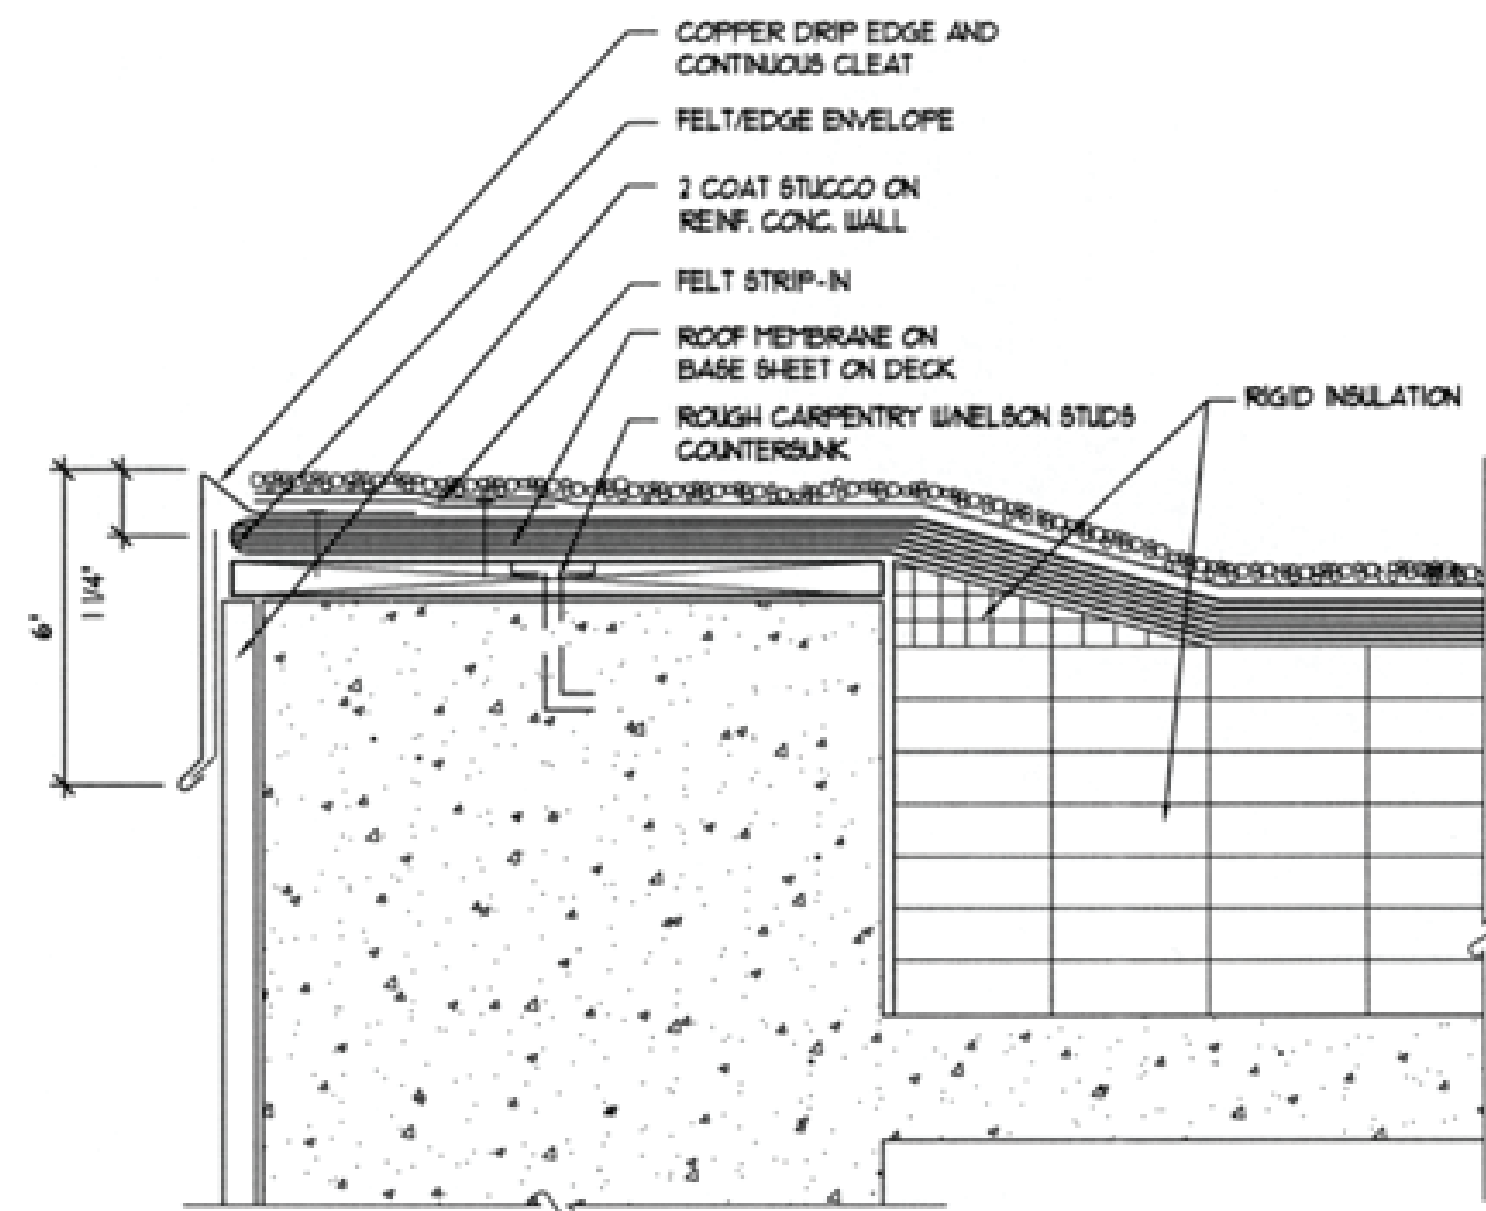 COPPER DRIP EDGE AND
CONTINUOUS CLEAT
FELT/EDGE ENVELOPE
2 COAT STUCCO ON
REINF. CONC. WALL
FELT STRIP-IN
ROOF MEMBRANE ON
BASE SHEET ON DECK
ROUGH CARPENTRY W/NELSON STUDS
COUNTERSUNK
RIGID INSULATION
1 1/4"
6"